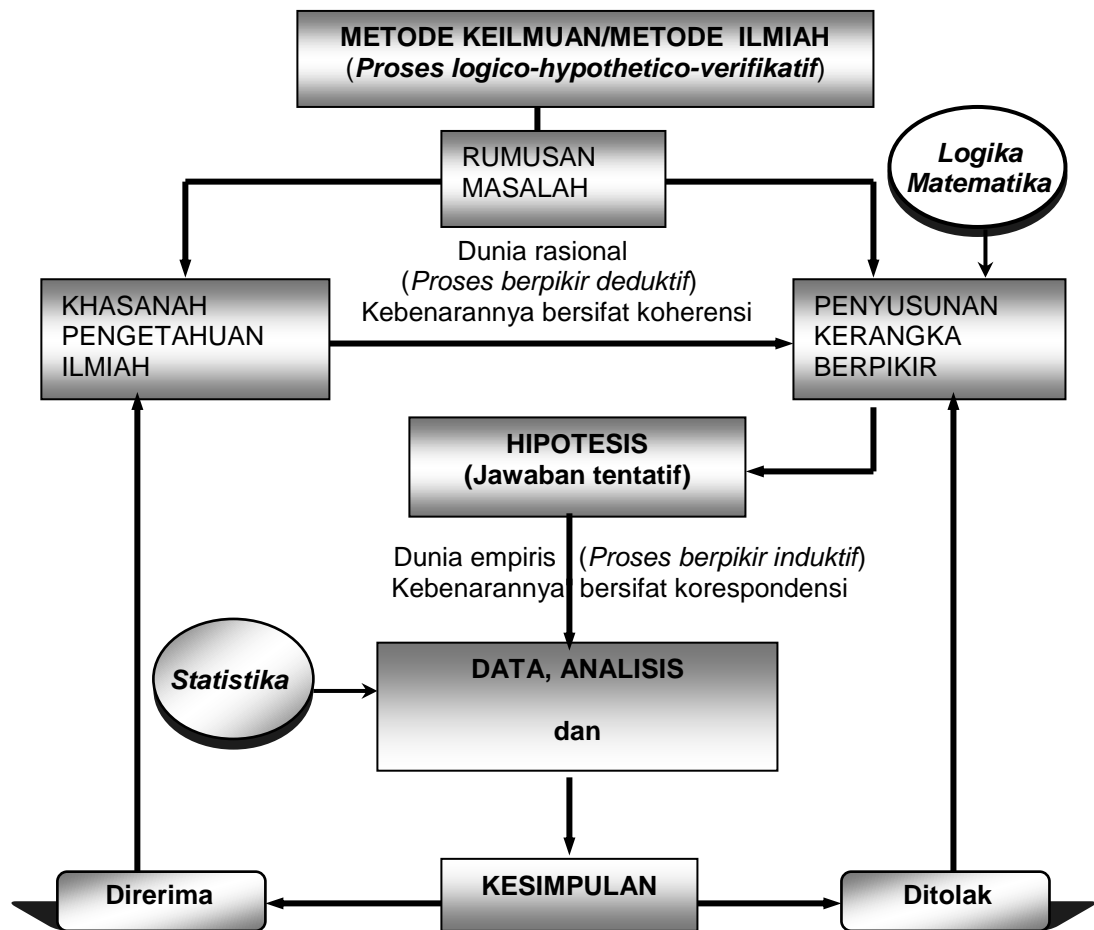 METODE KEILMUAN/METODE ILMIAH
(Proses logico-hypothetico-verifikatif)
RUMUSAN
MASALAH
Logika
Matematika
Dunia rasional
(Proses berpikir deduktif)
Kebenarannya bersifat koherensi
KHASANAH
PENGETAHUAN
ILMIAH
PENYUSUNAN
KERANGKA
BERPIKIR
HIPOTESIS
(Jawaban tentatif)
Dunia empiris (Proses berpikir induktif)
Kebenarannya bersifat korespondensi
Statistika
DATA, ANALISIS
dan
Direrima
KESIMPULAN
Ditolak